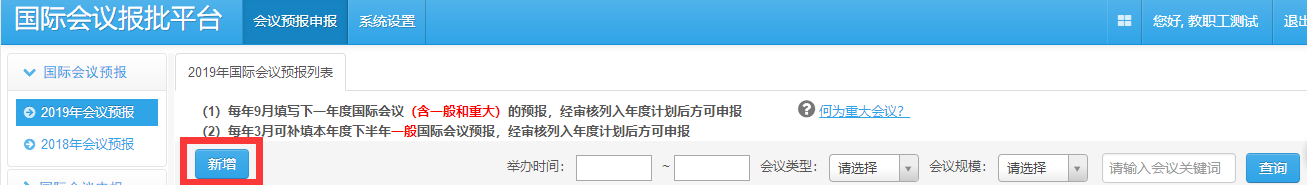 国际会议报批平台 会议预报申报 系统设置 您好, 教职工测试 退出
国际会议预报 2019年国际会议预报列表
2019年会议预报
2018年会议预报
（1）每年9月填写下一年度国际会议（含一般和重大）的预报，经审核列入年度计划后方可申报 何为重大会议？
（2）每年3月可补填本年度下半年一般国际会议预报，经审核列入年度计划后方可申报
新增 举办时间： ~ 会议类型： 请选择 会议规模： 请选择 请输入会议关键词 查询